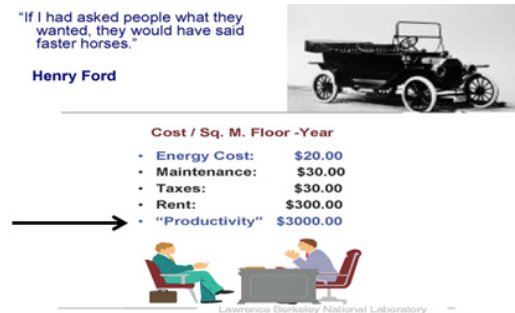 “If I had asked people what they
wanted, they would have said
faster horses.”
Henry Ford
Cost / Sq. M. Floor -Year
• Energy Cost: $20.00
• Maintenance: $30.00
• Taxes: $30.00
• Rent: $300.00
• “Productivity” $3000.00
Lawrence Berkeley National Laboratory